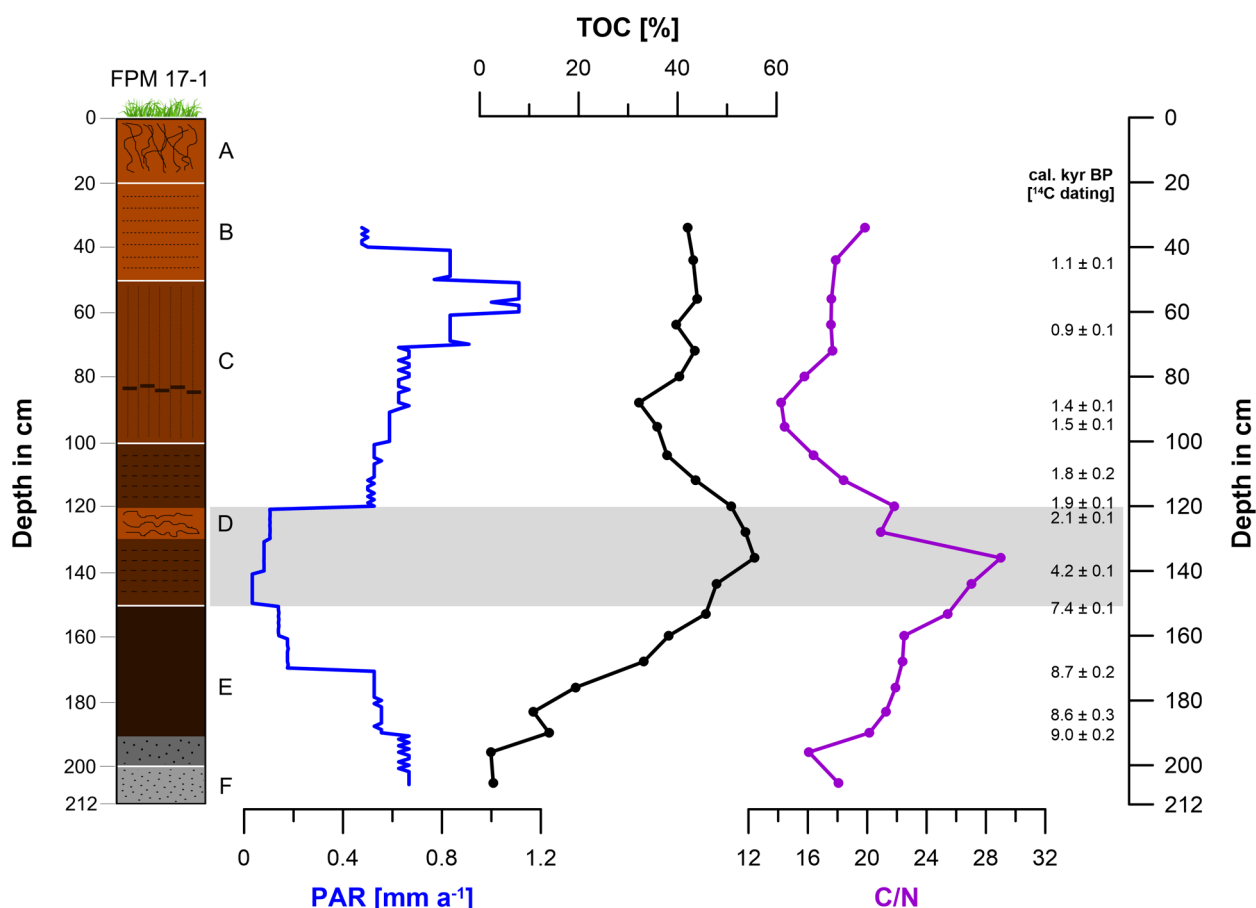 TOC [%]
0 20 40 60
FPM 17-1
0
20
40
60
80
100
120
140
160
180
200
212
Depth in cm
A
B
C
D
E
F
cal. kyr BP
[¹⁴C dating]
1.1 ± 0.1
0.9 ± 0.1
1.4 ± 0.1
1.5 ± 0.1
1.8 ± 0.2
1.9 ± 0.1
2.1 ± 0.1
4.2 ± 0.1
7.4 ± 0.1
8.7 ± 0.2
8.6 ± 0.3
9.0 ± 0.2
0
20
40
60
80
100
120
140
160
180
200
212
Depth in cm
0 0.4 0.8 1.2
PAR [mm a⁻¹]
12 16 20 24 28 32
C/N